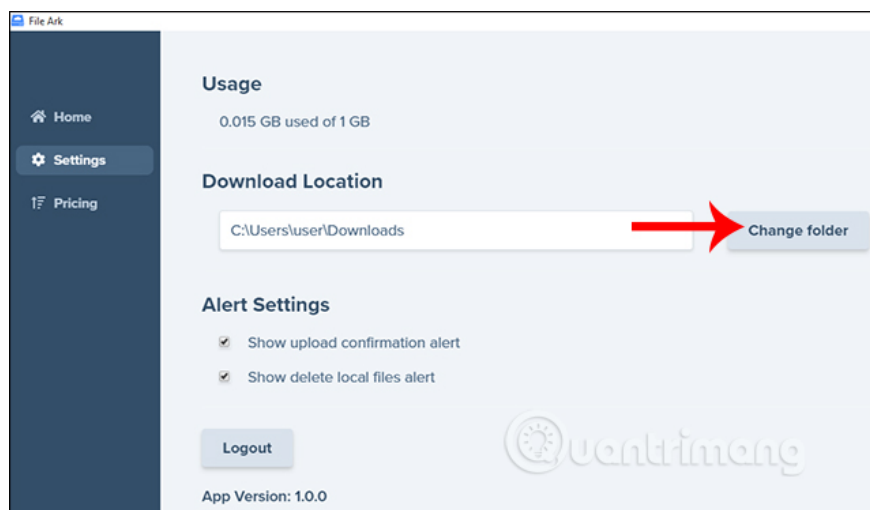 File Ark
Home
Settings
Pricing
Usage
0.015 GB used of 1 GB
Download Location
C:\Users\user\Downloads
Change folder
Alert Settings
Show upload confirmation alert
Show delete local files alert
Logout
App Version: 1.0.0
Quantrimang